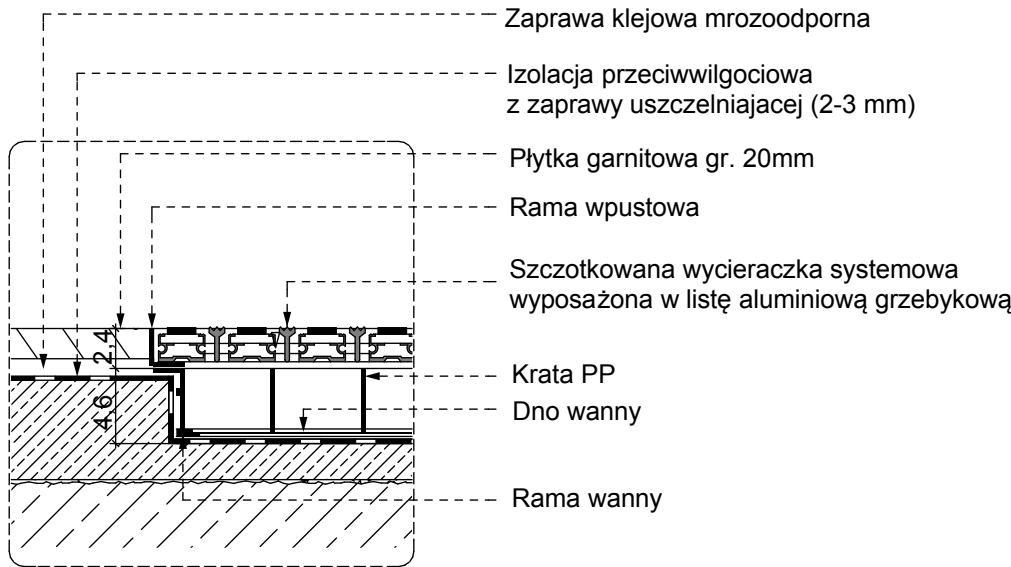 Zaprawa klejowa mrozoodporna
Izolacja przeciwwilgociowa
z zaprawy uszczelniajacej (2-3 mm)
Płytka garnitowa gr. 20mm
Rama wpustowa
Szczotkowana wycieraczka systemowa
wyposażona w listę aluminiową grzebykową
2,4
Krata PP
4,6
Dno wanny
Rama wanny